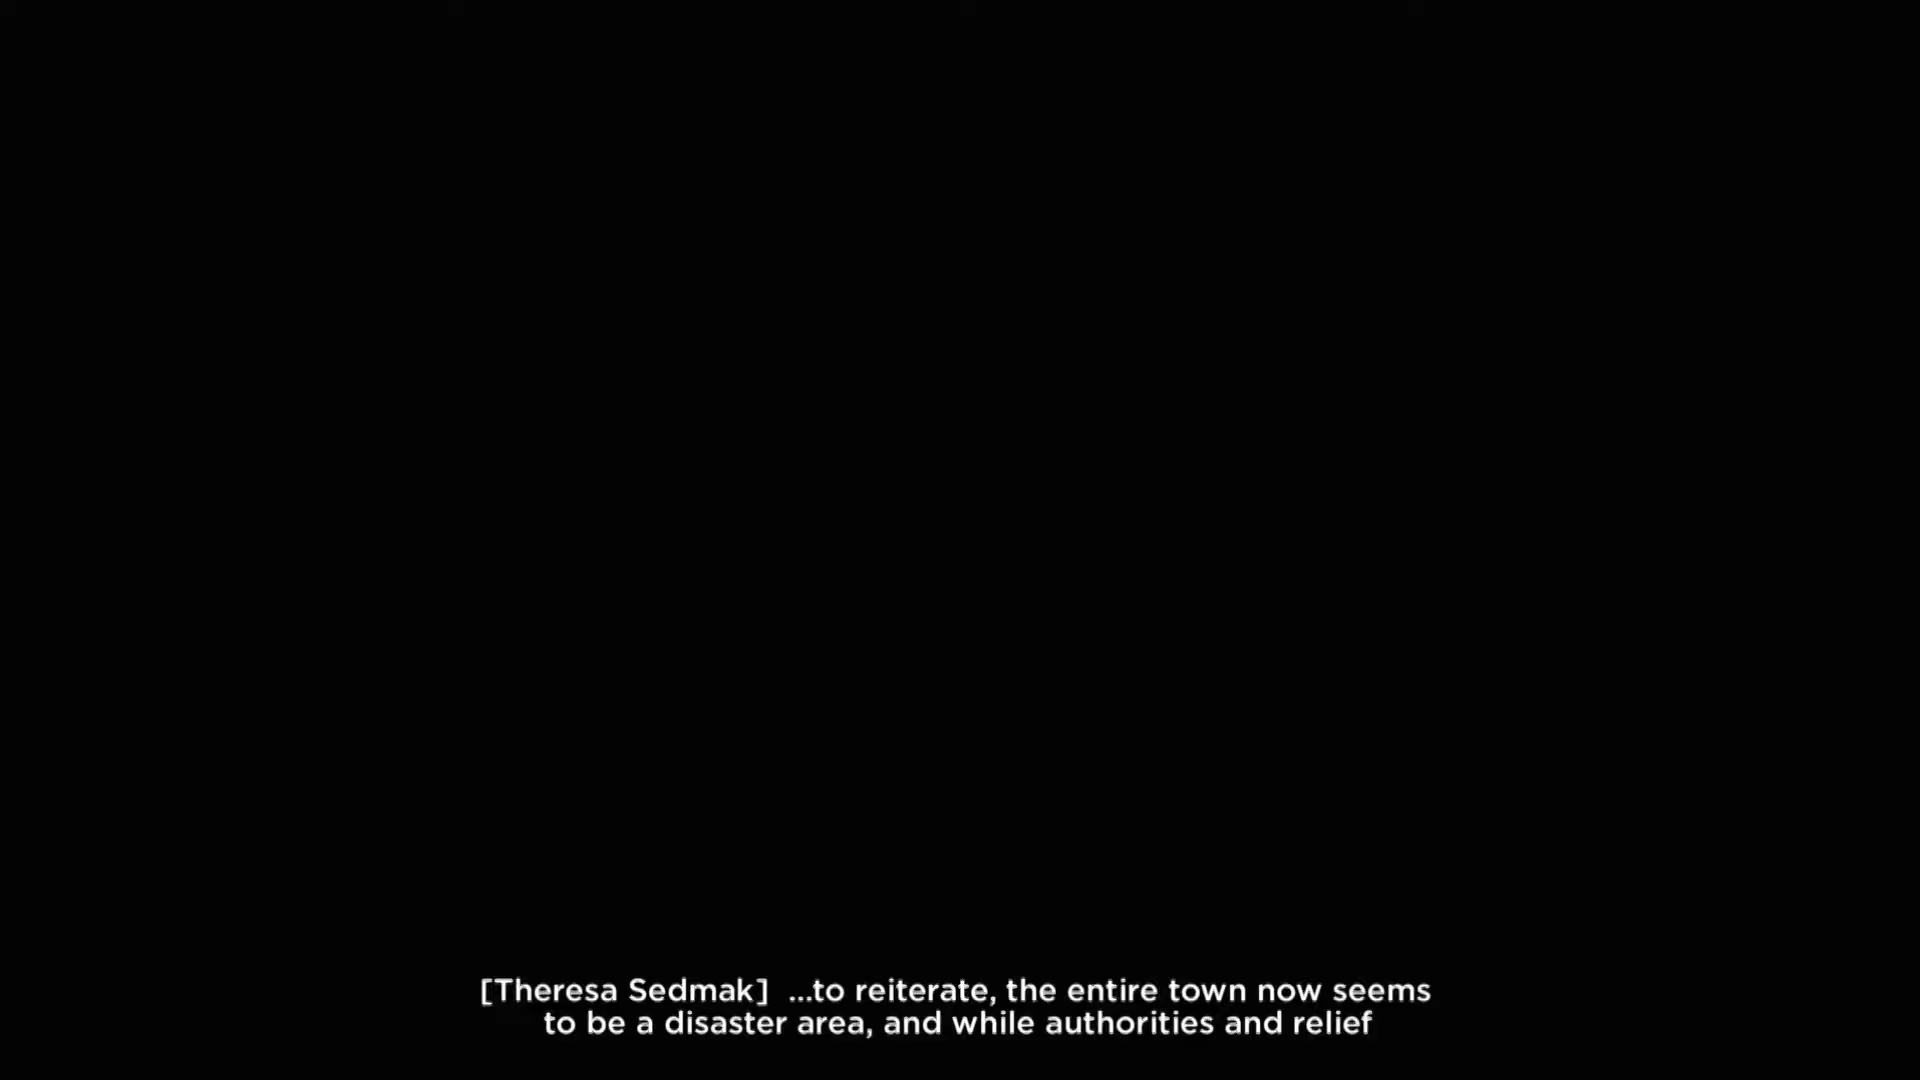 [Theresa Sedmak]  ...to reiterate, the entire town now seems
to be a disaster area, and while authorities and relief